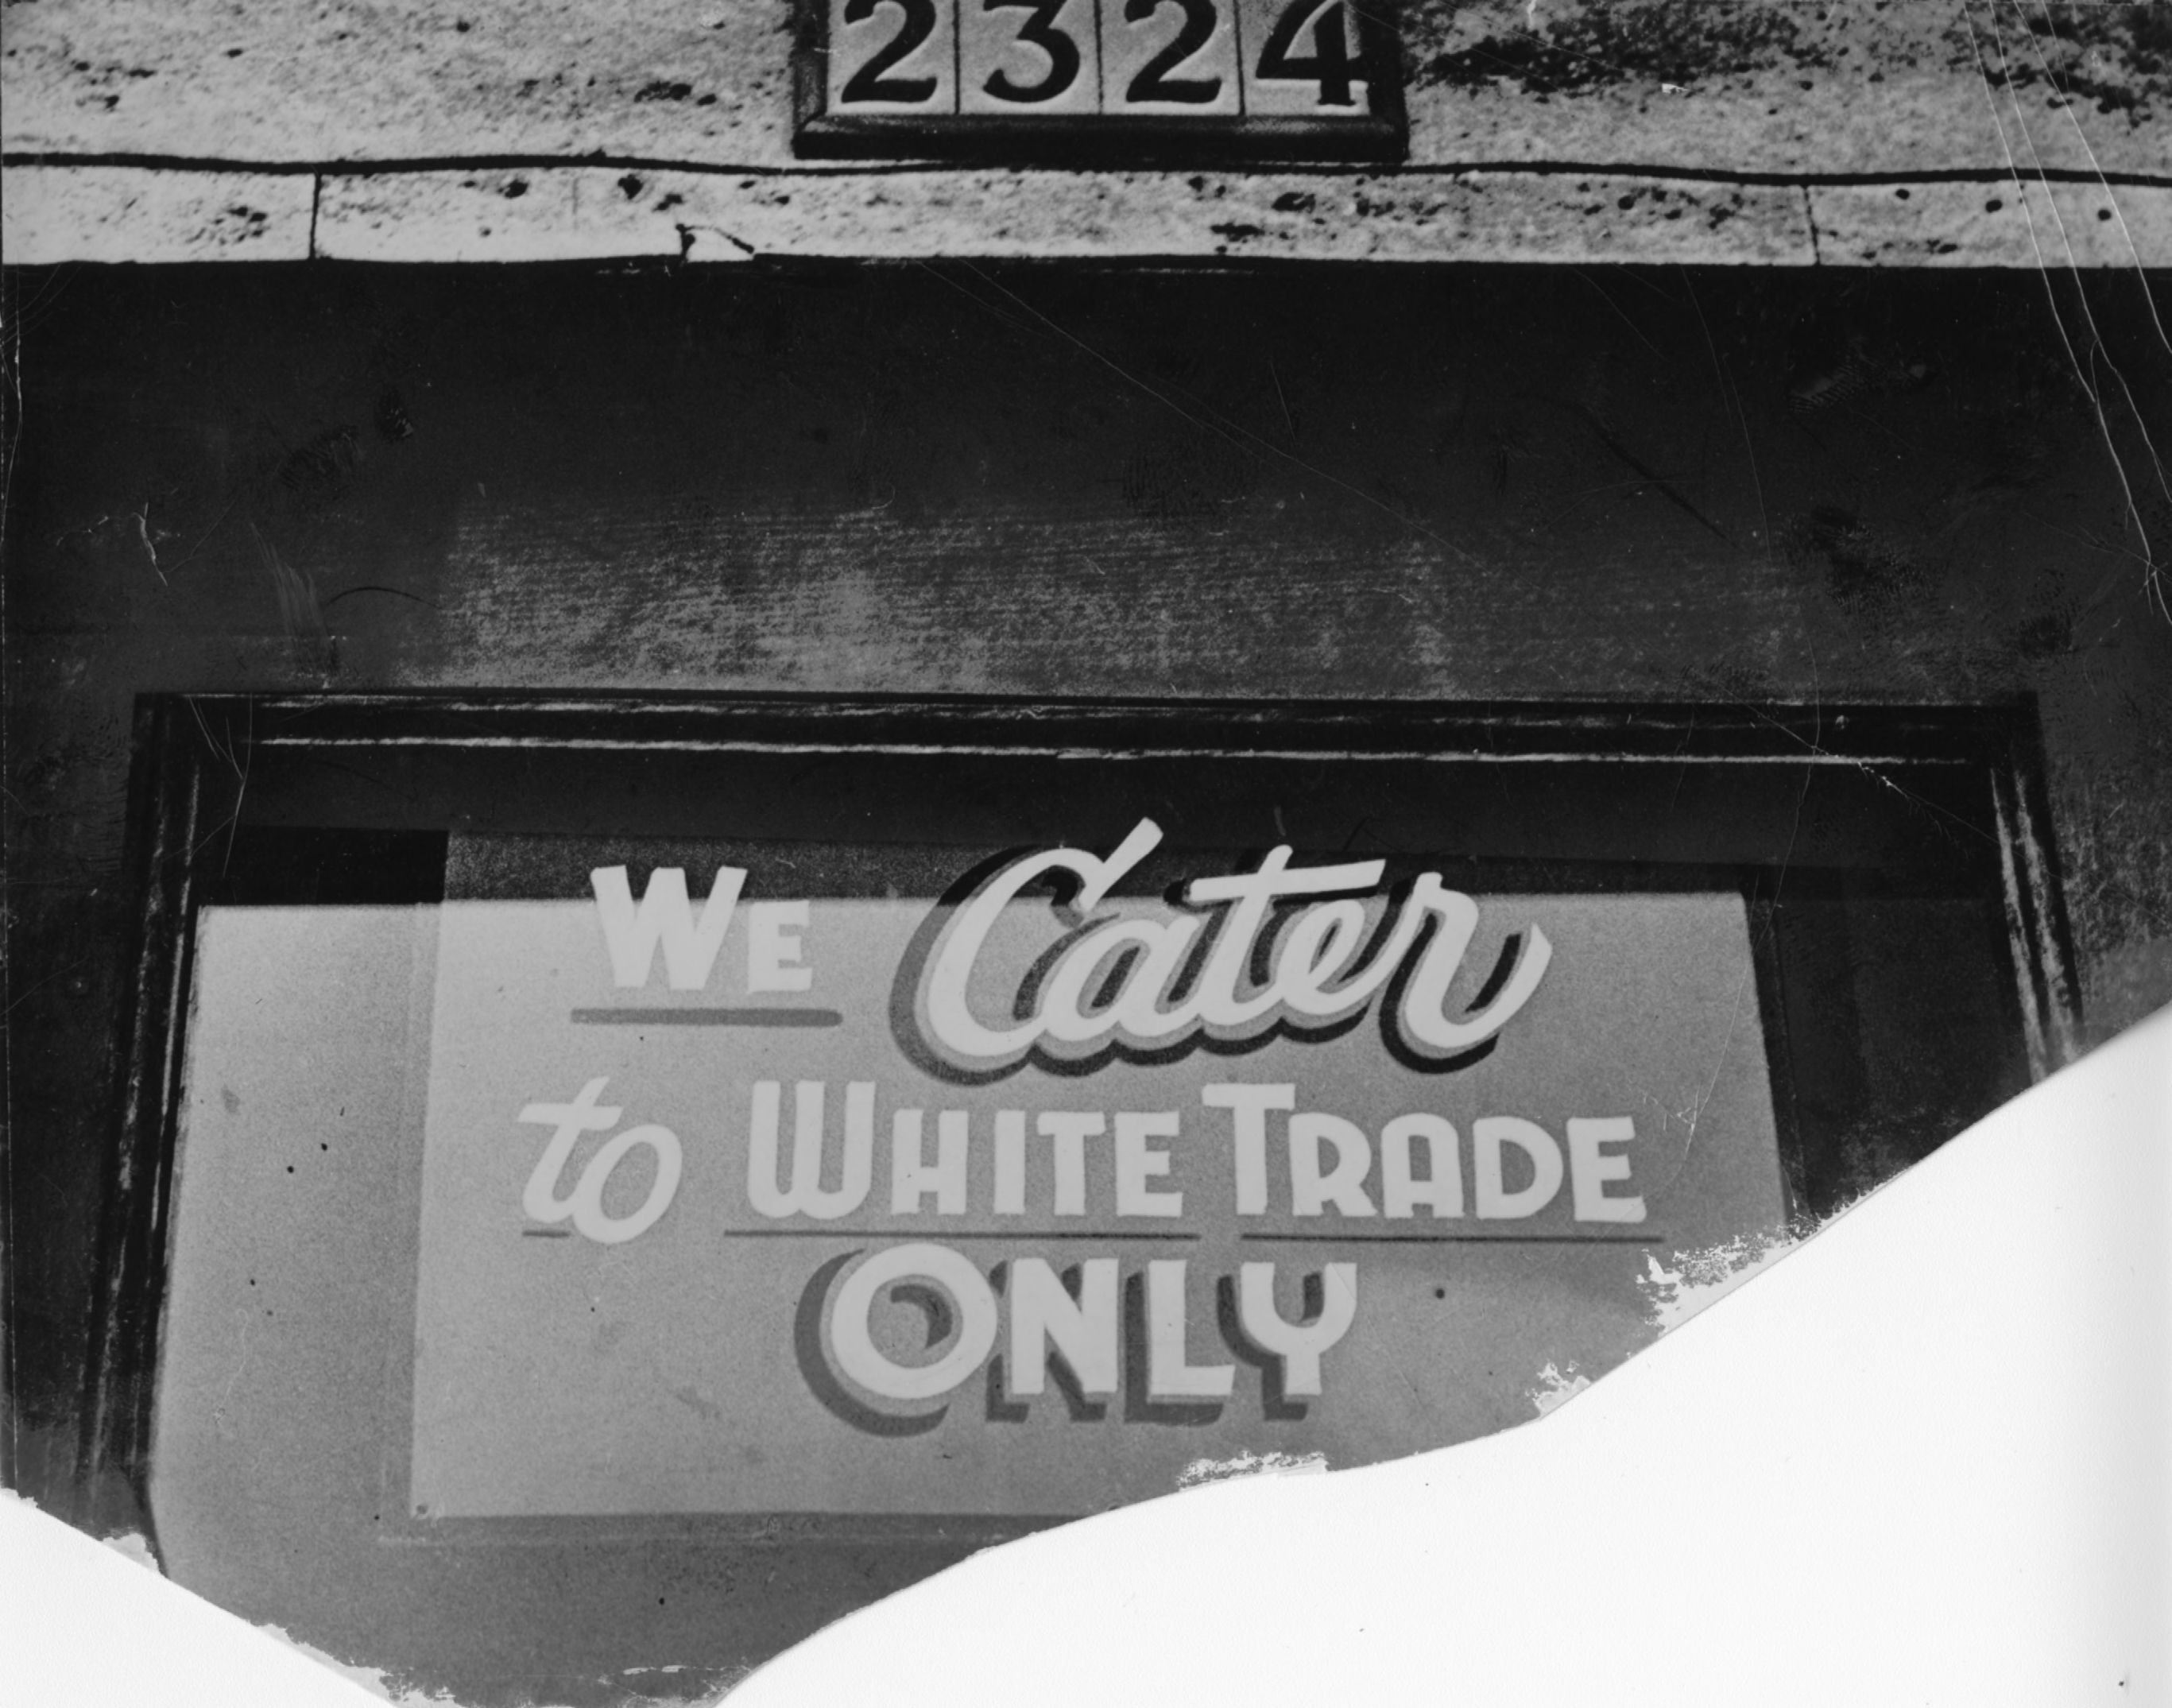 2324
WE Cater
to WHITE TRADE
ONLY